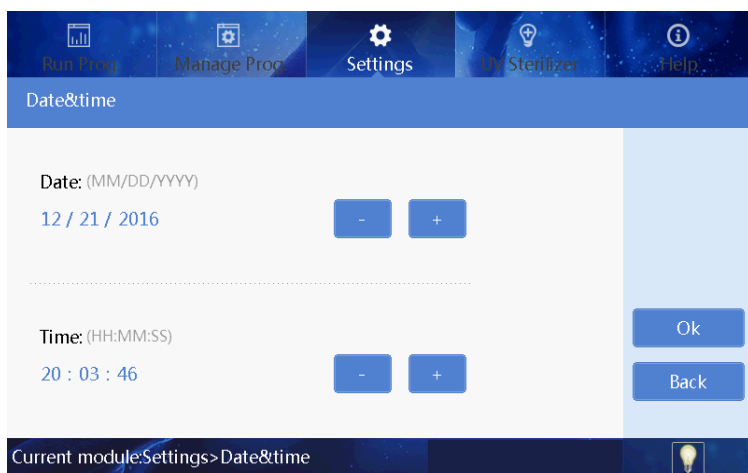 Run Prog. Manage Prog. Settings UV Sterilizer Help
Date&time
Date: (MM/DD/YYYY)
12 / 21 / 2016
- +
Time: (HH:MM:SS)
20 : 03 : 46
- +
Ok
Back
Current module:Settings>Date&time